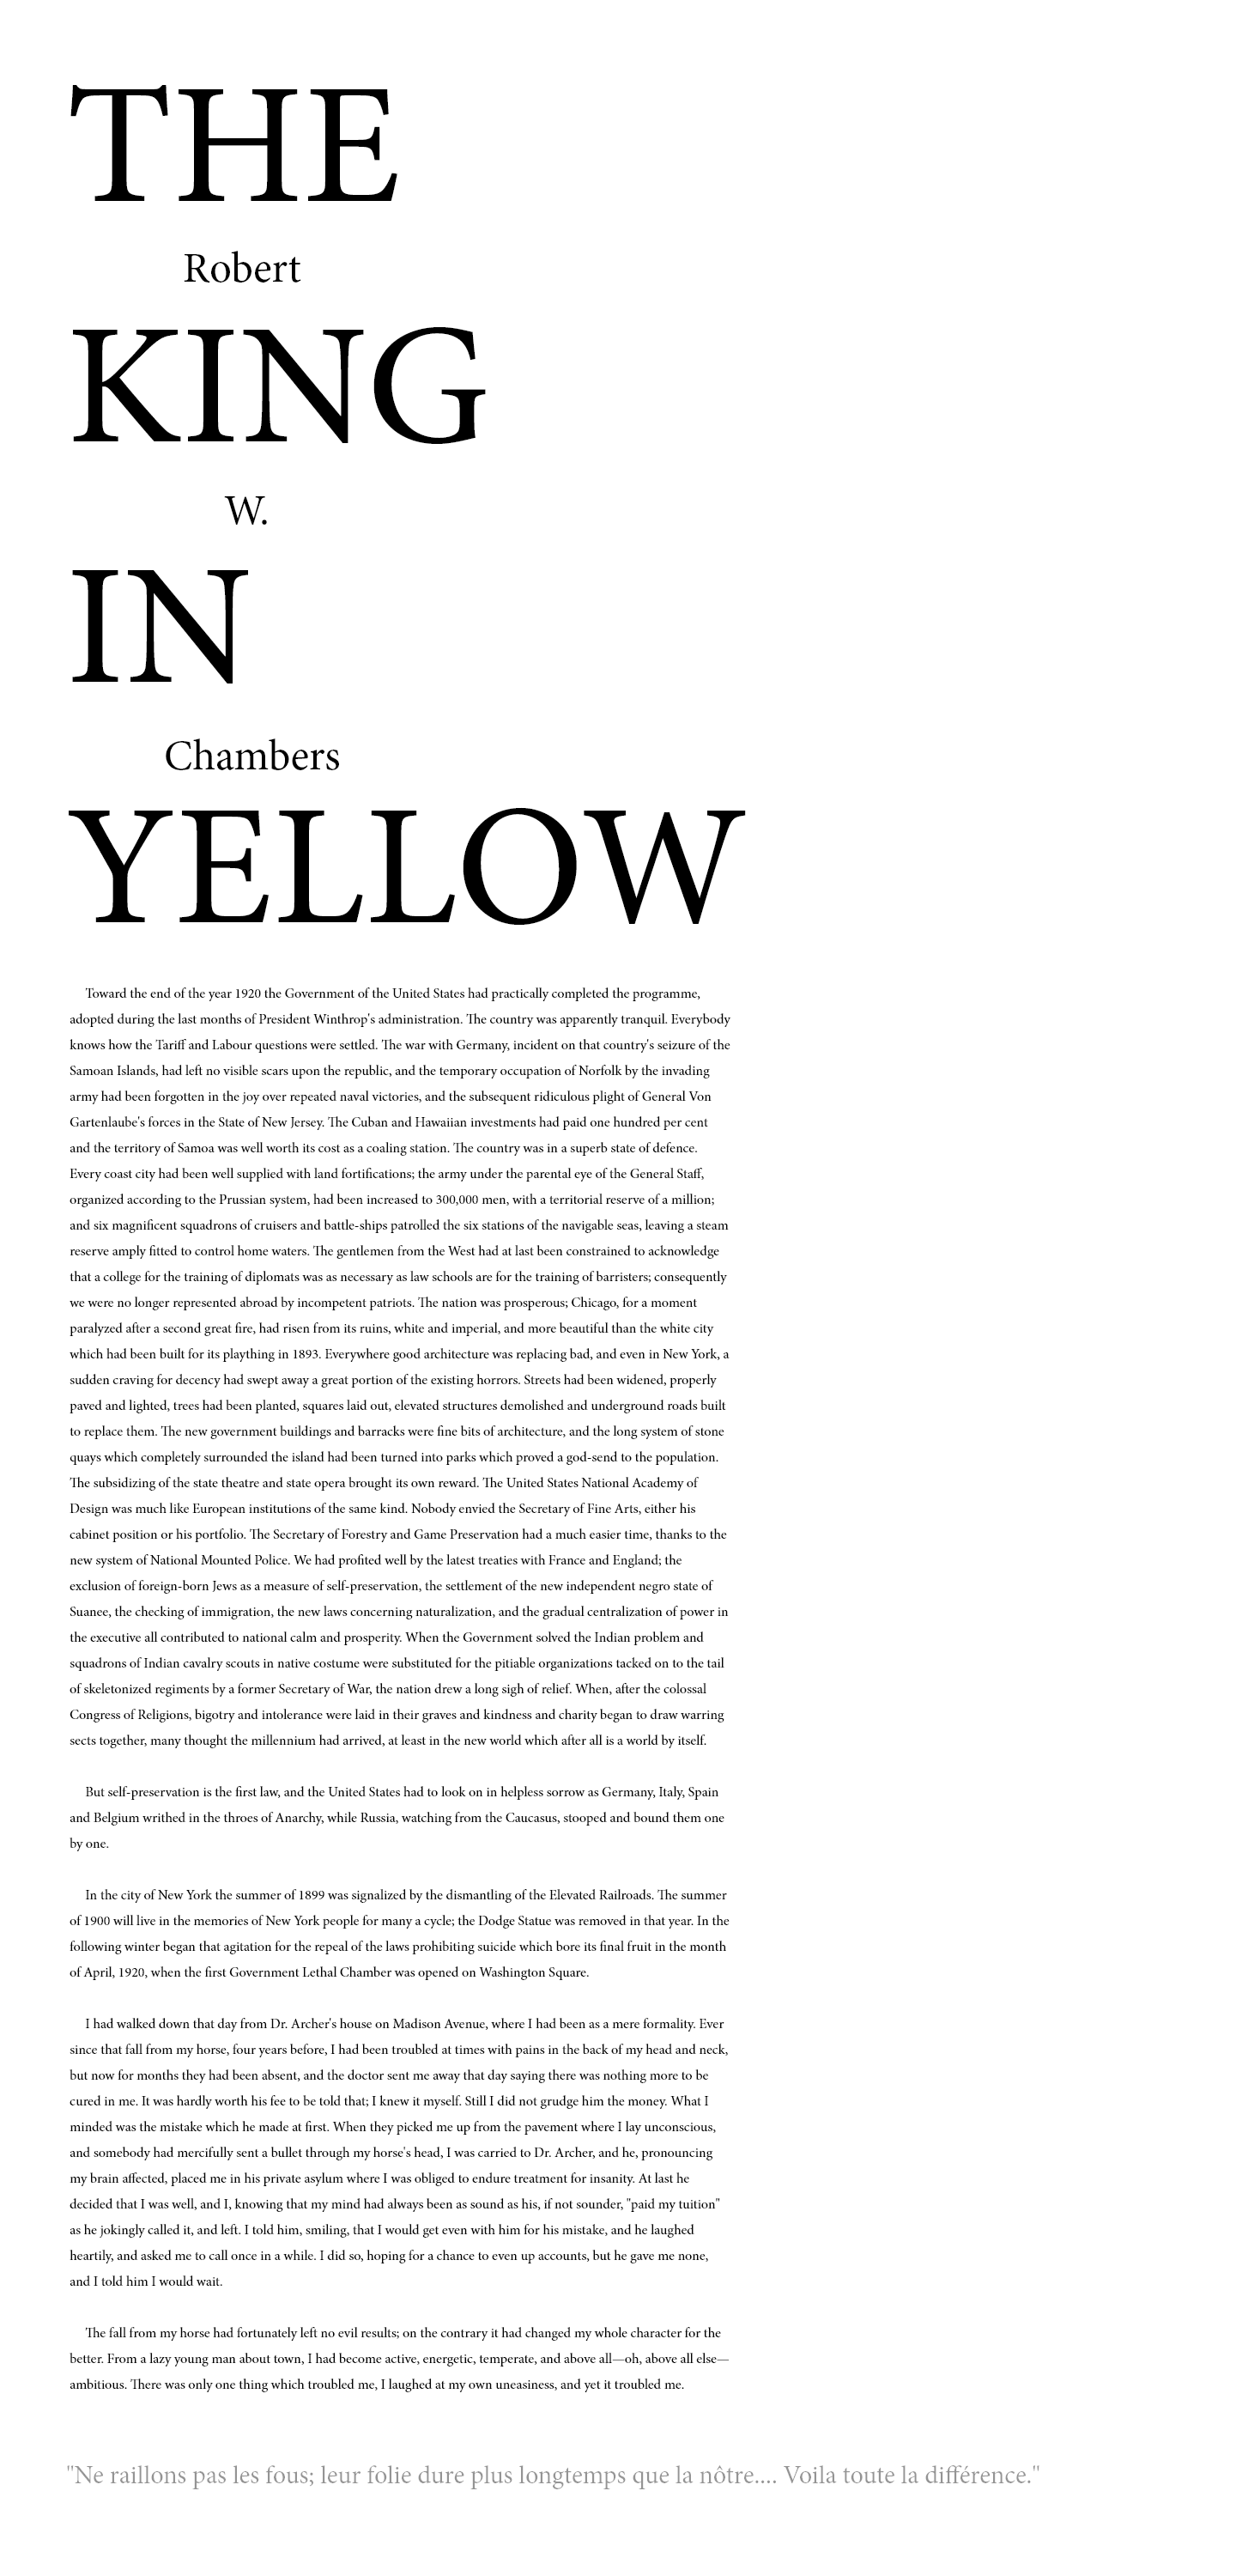 THE
Robert
KING
W.
IN
Chambers
YELLOW
Toward the end of the year 1920 the Government of the United States had practically completed the programme,
adopted during the last months of President Winthrop's administration. The country was apparently tranquil. Everybody
knows how the Tariff and Labour questions were settled. The war with Germany, incident on that country's seizure of the
Samoan Islands, had left no visible scars upon the republic, and the temporary occupation of Norfolk by the invading
army had been forgotten in the joy over repeated naval victories, and the subsequent ridiculous plight of General Von
Gartenlaube's forces in the State of New Jersey. The Cuban and Hawaiian investments had paid one hundred per cent
and the territory of Samoa was well worth its cost as a coaling station. The country was in a superb state of defence.
Every coast city had been well supplied with land fortifications; the army under the parental eye of the General Staff,
organized according to the Prussian system, had been increased to 300,000 men, with a territorial reserve of a million;
and six magnificent squadrons of cruisers and battle-ships patrolled the six stations of the navigable seas, leaving a steam
reserve amply fitted to control home waters. The gentlemen from the West had at last been constrained to acknowledge
that a college for the training of diplomats was as necessary as law schools are for the training of barristers; consequently
we were no longer represented abroad by incompetent patriots. The nation was prosperous; Chicago, for a moment
paralyzed after a second great fire, had risen from its ruins, white and imperial, and more beautiful than the white city
which had been built for its plaything in 1893. Everywhere good architecture was replacing bad, and even in New York, a
sudden craving for decency had swept away a great portion of the existing horrors. Streets had been widened, properly
paved and lighted, trees had been planted, squares laid out, elevated structures demolished and underground roads built
to replace them. The new government buildings and barracks were fine bits of architecture, and the long system of stone
quays which completely surrounded the island had been turned into parks which proved a god-send to the population.
The subsidizing of the state theatre and state opera brought its own reward. The United States National Academy of
Design was much like European institutions of the same kind. Nobody envied the Secretary of Fine Arts, either his
cabinet position or his portfolio. The Secretary of Forestry and Game Preservation had a much easier time, thanks to the
new system of National Mounted Police. We had profited well by the latest treaties with France and England; the
exclusion of foreign-born Jews as a measure of self-preservation, the settlement of the new independent negro state of
Suanee, the checking of immigration, the new laws concerning naturalization, and the gradual centralization of power in
the executive all contributed to national calm and prosperity. When the Government solved the Indian problem and
squadrons of Indian cavalry scouts in native costume were substituted for the pitiable organizations tacked on to the tail
of skeletonized regiments by a former Secretary of War, the nation drew a long sigh of relief. When, after the colossal
Congress of Religions, bigotry and intolerance were laid in their graves and kindness and charity began to draw warring
sects together, many thought the millennium had arrived, at least in the new world which after all is a world by itself.
But self-preservation is the first law, and the United States had to look on in helpless sorrow as Germany, Italy, Spain
and Belgium writhed in the throes of Anarchy, while Russia, watching from the Caucasus, stooped and bound them one
by one.
In the city of New York the summer of 1899 was signalized by the dismantling of the Elevated Railroads. The summer
of 1900 will live in the memories of New York people for many a cycle; the Dodge Statue was removed in that year. In the
following winter began that agitation for the repeal of the laws prohibiting suicide which bore its final fruit in the month
of April, 1920, when the first Government Lethal Chamber was opened on Washington Square.
I had walked down that day from Dr. Archer's house on Madison Avenue, where I had been as a mere formality. Ever
since that fall from my horse, four years before, I had been troubled at times with pains in the back of my head and neck,
but now for months they had been absent, and the doctor sent me away that day saying there was nothing more to be
cured in me. It was hardly worth his fee to be told that; I knew it myself. Still I did not grudge him the money. What I
minded was the mistake which he made at first. When they picked me up from the pavement where I lay unconscious,
and somebody had mercifully sent a bullet through my horse's head, I was carried to Dr. Archer, and he, pronouncing
my brain affected, placed me in his private asylum where I was obliged to endure treatment for insanity. At last he
decided that I was well, and I, knowing that my mind had always been as sound as his, if not sounder, "paid my tuition"
as he jokingly called it, and left. I told him, smiling, that I would get even with him for his mistake, and he laughed
heartily, and asked me to call once in a while. I did so, hoping for a chance to even up accounts, but he gave me none,
and I told him I would wait.
The fall from my horse had fortunately left no evil results; on the contrary it had changed my whole character for the
better. From a lazy young man about town, I had become active, energetic, temperate, and above all—oh, above all else—
ambitious. There was only one thing which troubled me, I laughed at my own uneasiness, and yet it troubled me.
"Ne raillons pas les fous; leur folie dure plus longtemps que la nôtre.... Voila toute la différence."